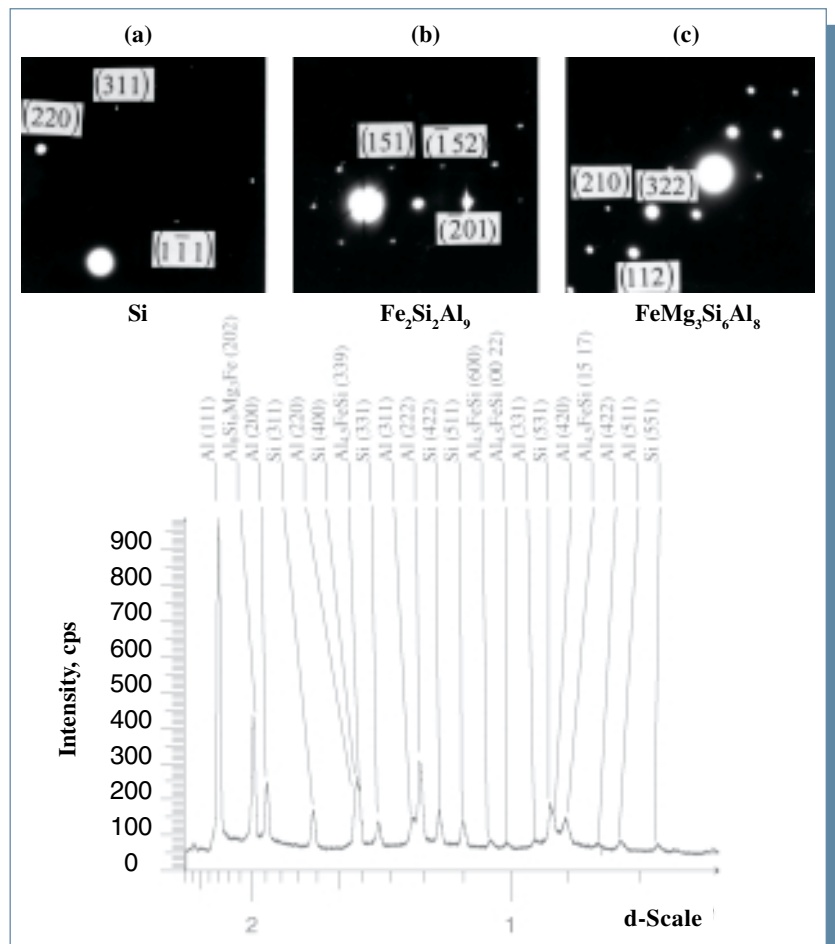 (a)
(b)
(c)
(311)
(220)
(11̅1)
(151)
(1̅52)
(2̅01)
(210)
(322)
(112)
Si
Fe₂Si₂Al₉
FeMg₃Si₆Al₈
Al (111)
Al₈Si₆Mg₃Fe (202)
Al (200)
Si (311)
Al (220)
Si (400)
Al₄.₅FeSi (339)
Si (331)
Al (311)
Al (222)
Si (422)
Si (511)
Al₄.₅FeSi (600)
Al₄.₅FeSi (00 22)
Al (331)
Si (531)
Al (420)
Al₄.₅FeSi (15 17)
Al (422)
Al (511)
Si (551)
Intensity, cps
900
800
700
600
500
400
300
200
100
0
2
1
d-Scale